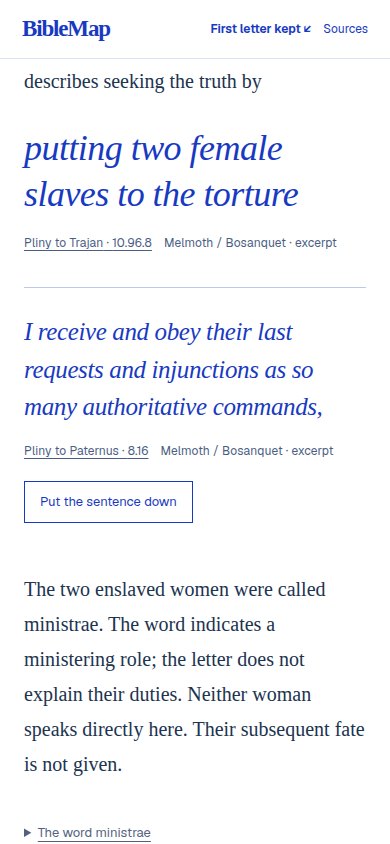 BibleMap
First letter kept ↙
Sources
describes seeking the truth by
putting two female
slaves to the torture
Pliny to Trajan · 10.96.8 Melmoth / Bosanquet · excerpt
I receive and obey their last
requests and injunctions as so
many authoritative commands,
Pliny to Paternus · 8.16 Melmoth / Bosanquet · excerpt
Put the sentence down
The two enslaved women were called
ministrae. The word indicates a
ministering role; the letter does not
explain their duties. Neither woman
speaks directly here. Their subsequent fate
is not given.
▶ The word ministrae